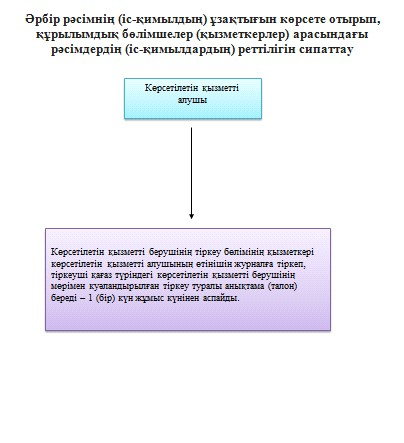 Әрбір рәсімнің (іс-қимылдың) ұзақтығын көрсете отырып,
құрылымдық бөлімшелер (қызметкерлер) арасындағы
рәсімдердің (іс-қимылдардың) реттілігін сипаттау
Көрсетілетін қызметті
алушы
Көрсетілетін қызметті берушінің тіркеу бөлімінің қызметкері
көрсетілетін қызметті алушының өтінішін журналға тіркеп,
тіркеуші қағаз түріндегі көрсетілетін қызметті берушінің
мөрімен куәландырылған тіркеу туралы анықтама (талон)
береді – 1 (бір) күн жұмыс күнінен аспайды.